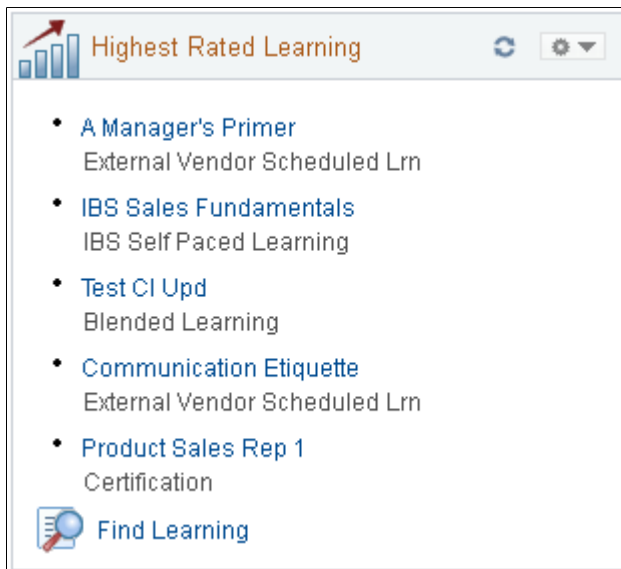 Highest Rated Learning
A Manager's Primer
External Vendor Scheduled Lrn
IBS Sales Fundamentals
IBS Self Paced Learning
Test CI Upd
Blended Learning
Communication Etiquette
External Vendor Scheduled Lrn
Product Sales Rep 1
Certification
Find Learning